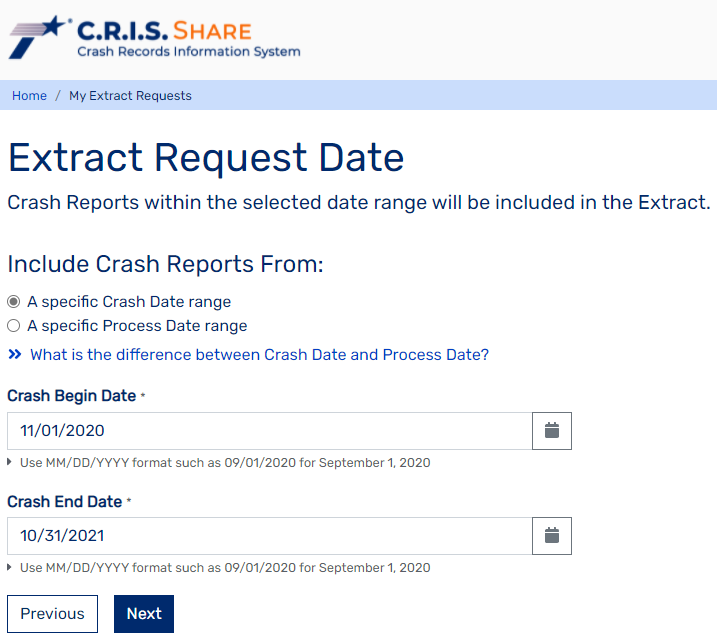 C.R.I.S. SHARE
Crash Records Information System
Home / My Extract Requests
Extract Request Date
Crash Reports within the selected date range will be included in the Extract.
Include Crash Reports From:
A specific Crash Date range
A specific Process Date range
What is the difference between Crash Date and Process Date?
Crash Begin Date *
11/01/2020
Use MM/DD/YYYY format such as 09/01/2020 for September 1, 2020
Crash End Date *
10/31/2021
Use MM/DD/YYYY format such as 09/01/2020 for September 1, 2020
Previous Next